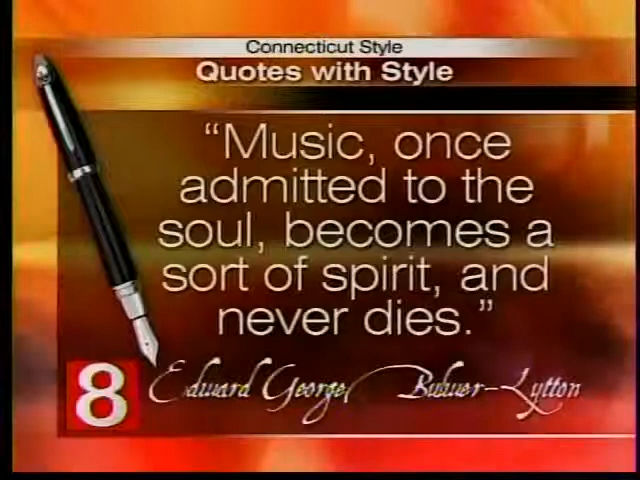 Connecticut Style
Quotes with Style
“Music, once
admitted to the
soul, becomes a
sort of spirit, and
never dies.”
8
Edward George Bulwer-Lytton